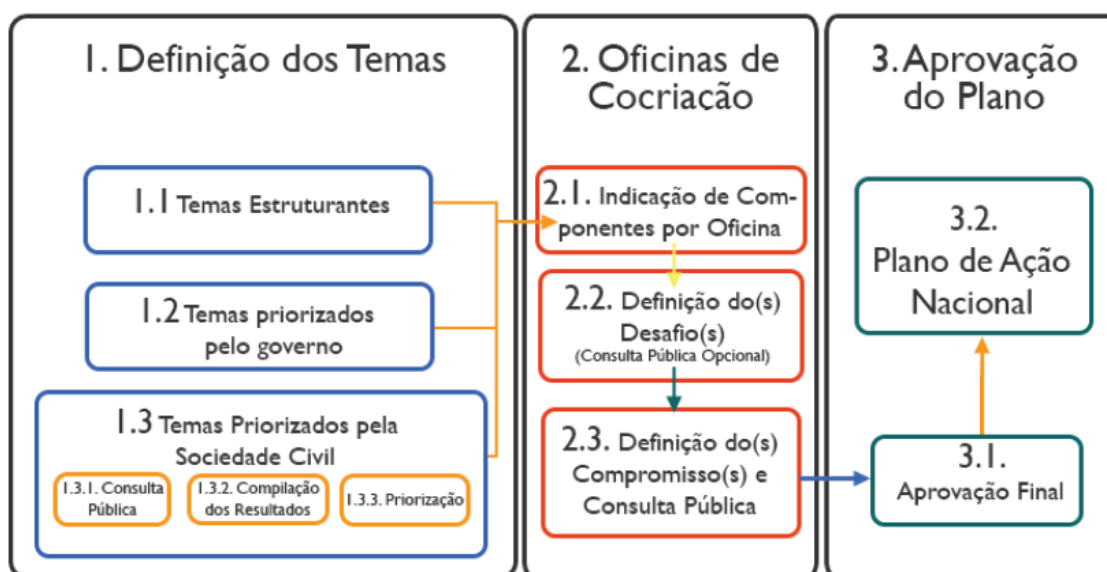 1. Definição dos Temas
1.1 Temas Estruturantes
1.2 Temas priorizados
pelo governo
1.3 Temas Priorizados pela
Sociedade Civil
1.3.1. Consulta
Pública
1.3.2. Compilação
dos Resultados
1.3.3. Priorização
2. Oficinas de
Cocriação
2.1. Indicação de Com-
ponentes por Oficina
2.2. Definição do(s)
Desafio(s)
(Consulta Pública Opcional)
2.3. Definição do(s)
Compromisso(s) e
Consulta Pública
3. Aprovação
do Plano
3.2.
Plano de Ação
Nacional
3.1.
Aprovação Final